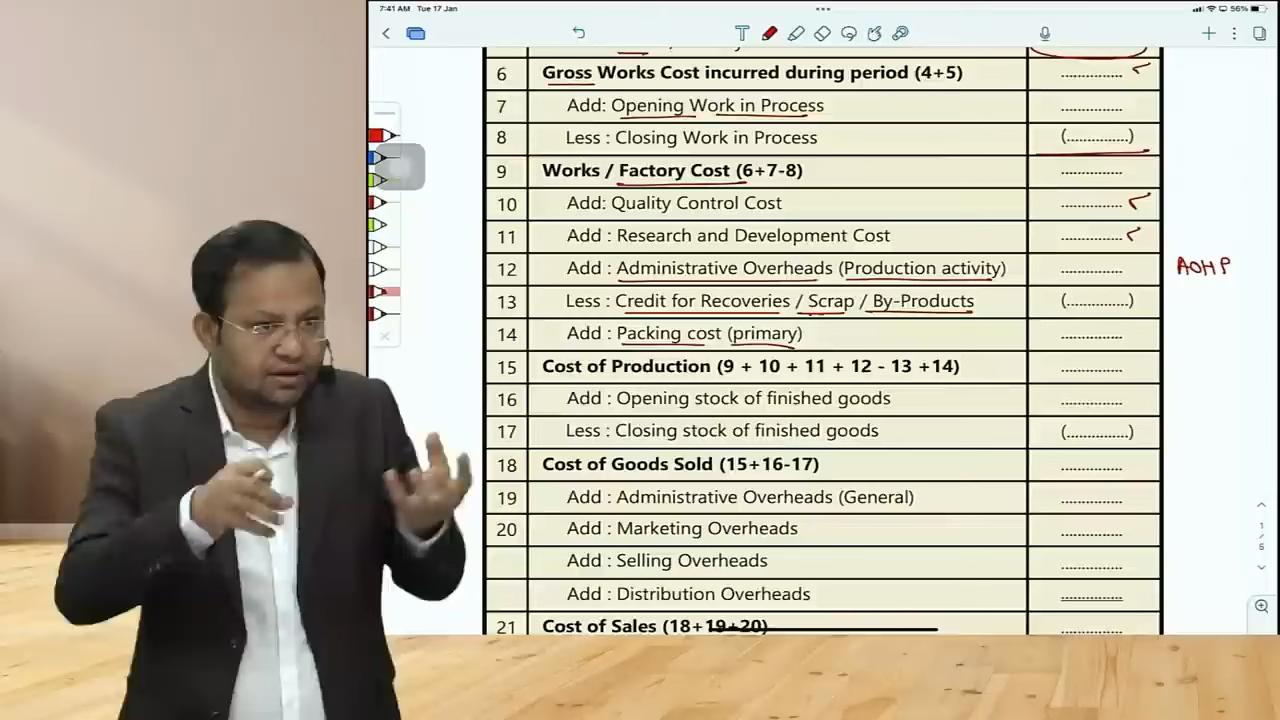 7:41 AM Tue 17 Jan
56%
T
6 Gross Works Cost incurred during period (4+5) ..............
7 Add: Opening Work in Process ..............
8 Less : Closing Work in Process (..............)
9 Works / Factory Cost (6+7-8) ..............
10 Add: Quality Control Cost ..............
11 Add : Research and Development Cost ..............
12 Add : Administrative Overheads (Production activity) .............. AOHP
13 Less : Credit for Recoveries / Scrap / By-Products (..............)
14 Add : Packing cost (primary) ..............
15 Cost of Production (9 + 10 + 11 + 12 - 13 +14) ..............
16 Add : Opening stock of finished goods ..............
17 Less : Closing stock of finished goods (..............)
18 Cost of Goods Sold (15+16-17) ..............
19 Add : Administrative Overheads (General) ..............
20 Add : Marketing Overheads ..............
Add : Selling Overheads ..............
Add : Distribution Overheads ..............
21 Cost of Sales (18+19+20) ..............
1
5